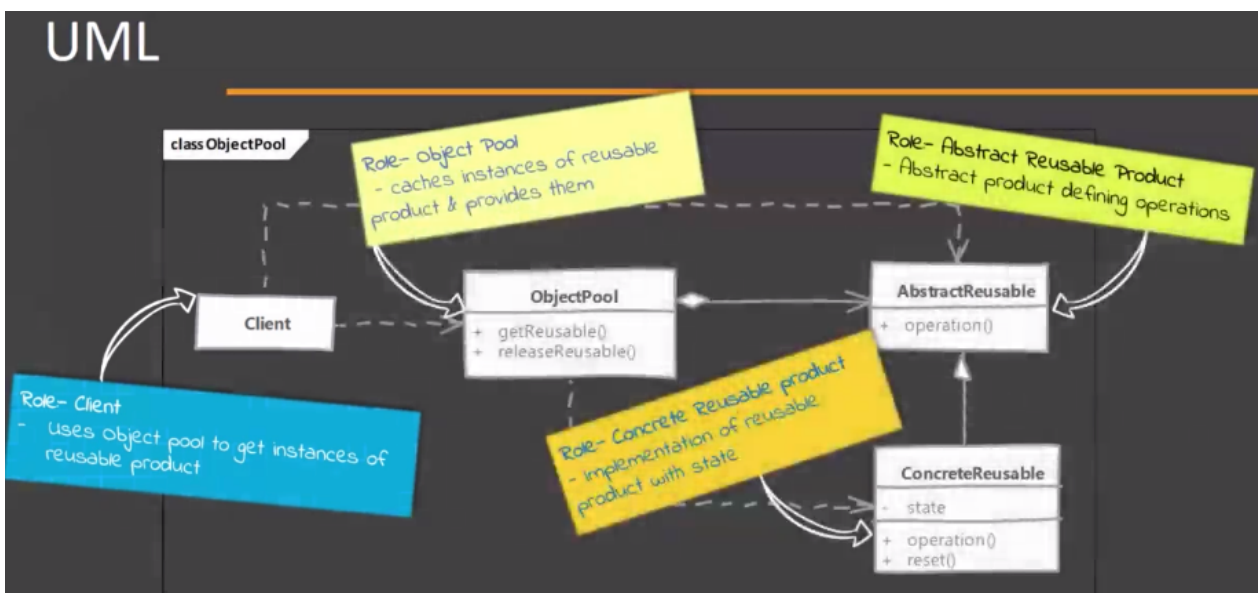 UML
class ObjectPool
Role- Object Pool
- caches instances of reusable
product & provides them
Role- Abstract Reusable Product
- Abstract product defining operations
Client
ObjectPool
+ getReusable()
+ releaseReusable()
AbstractReusable
+ operation()
Role- Client
- Uses object pool to get instances of
reusable product
Role- Concrete Reusable product
- Implementation of reusable
product with state
ConcreteReusable
- state
+ operation()
+ reset()